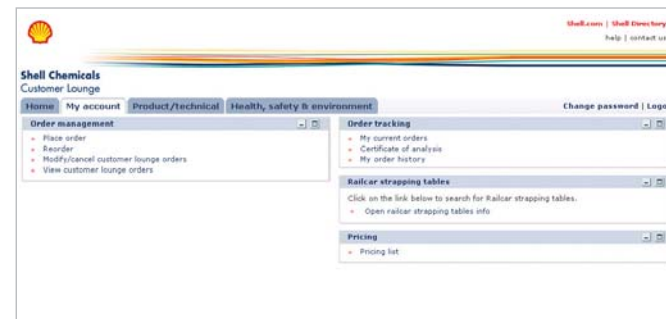 Shell.com | Shell Directory
help | contact us
Shell Chemicals
Customer Lounge
Home My account Product/technical Health, safety & environment Change password | Logo
Order management
Place order
Reorder
Modify/cancel customer lounge orders
View customer lounge orders
Order tracking
My current orders
Certificate of analysis
My order history
Railcar strapping tables
Click on the link below to search for Railcar strapping tables.
Open railcar strapping tables info
Pricing
Pricing list